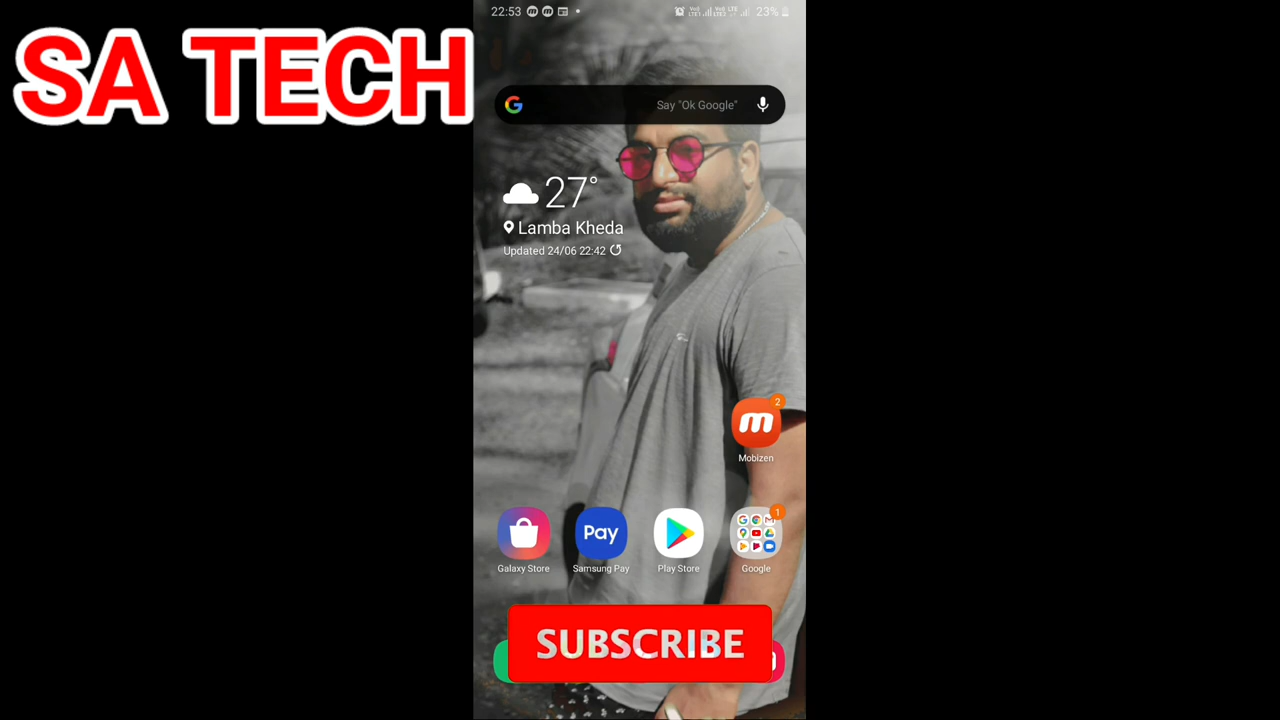 SA TECH
22:53
23%
Say "Ok Google"
27°
Lamba Kheda
Updated 24/06 22:42
2
Mobizen
1
Pay
Galaxy Store
Samsung Pay
Play Store
Google
SUBSCRIBE